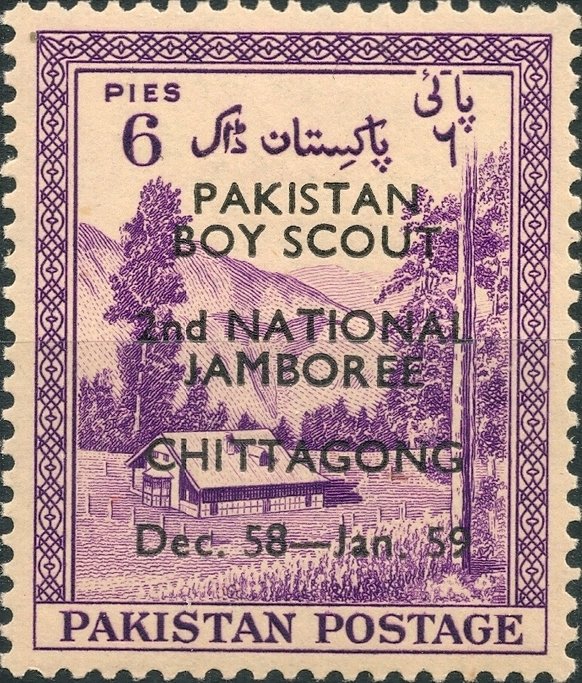 PIES پائی
6 پاکستان ڈاک ٦
PAKISTAN
BOY SCOUT
2nd NATIONAL
JAMBOREE
CHITTAGONG
Dec. 58—Jan. 59
PAKISTAN POSTAGE